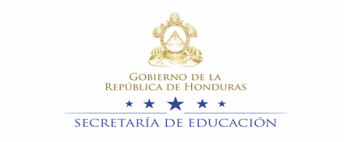 GOBIERNO DE LA
REPÚBLICA DE HONDURAS
SECRETARÍA DE EDUCACIÓN